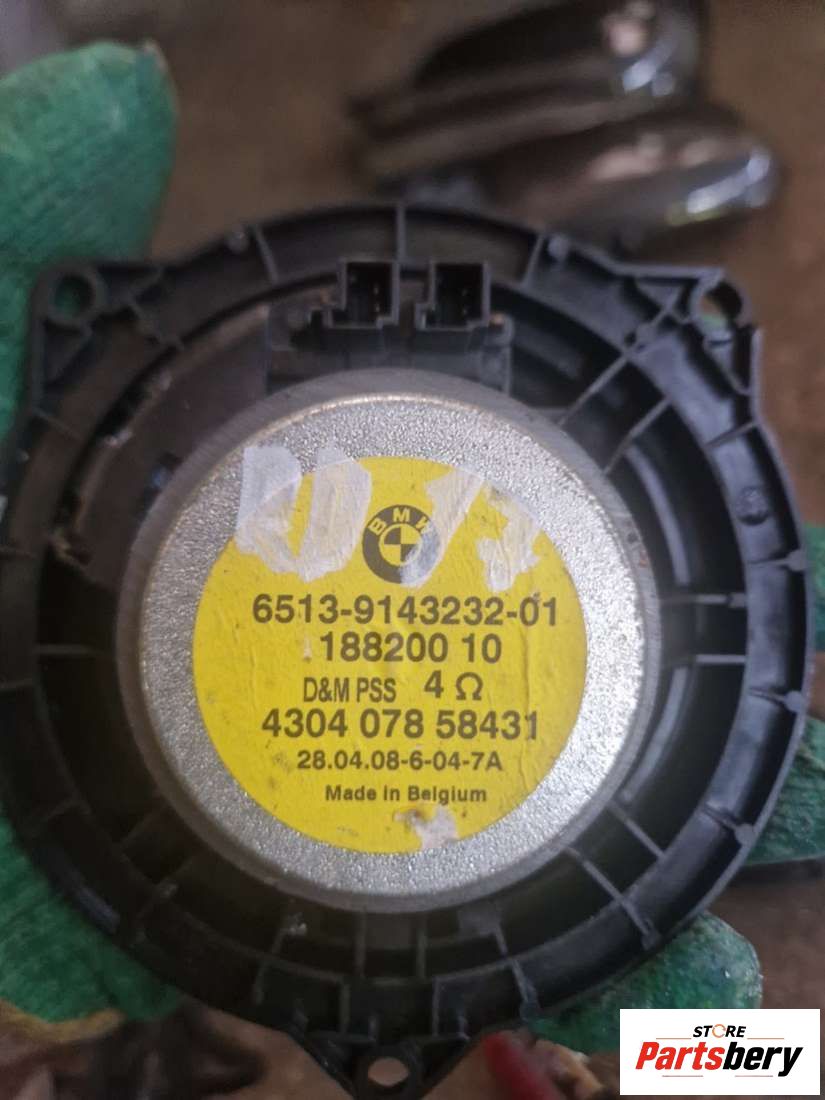 BMW
6513-9143232-01
188200 10
D&M PSS 4 Ω
4304 078 58431
28.04.08-6-04-7A
Made in Belgium
STORE
Partsbery